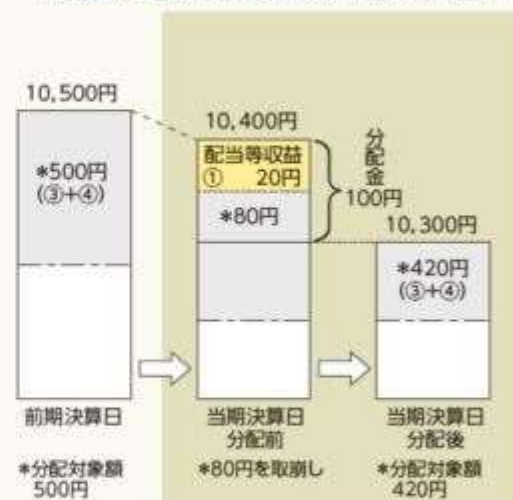 10,500円
*500円
(③+④)
10,400円
配当等収益
① 20円
*80円
分配金
100円
10,300円
*420円
(③+④)
前期決算日
当期決算日
分配前
当期決算日
分配後
*分配対象額
500円
*80円を取崩し
*分配対象額
420円